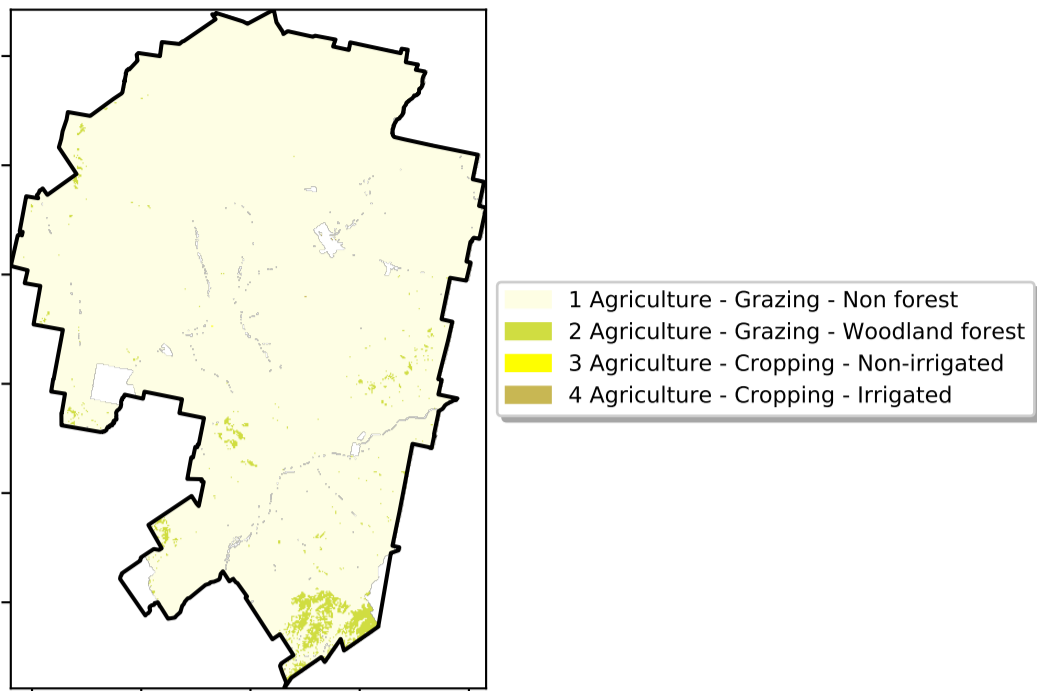 1 Agriculture - Grazing - Non forest
2 Agriculture - Grazing - Woodland forest
3 Agriculture - Cropping - Non-irrigated
4 Agriculture - Cropping - Irrigated